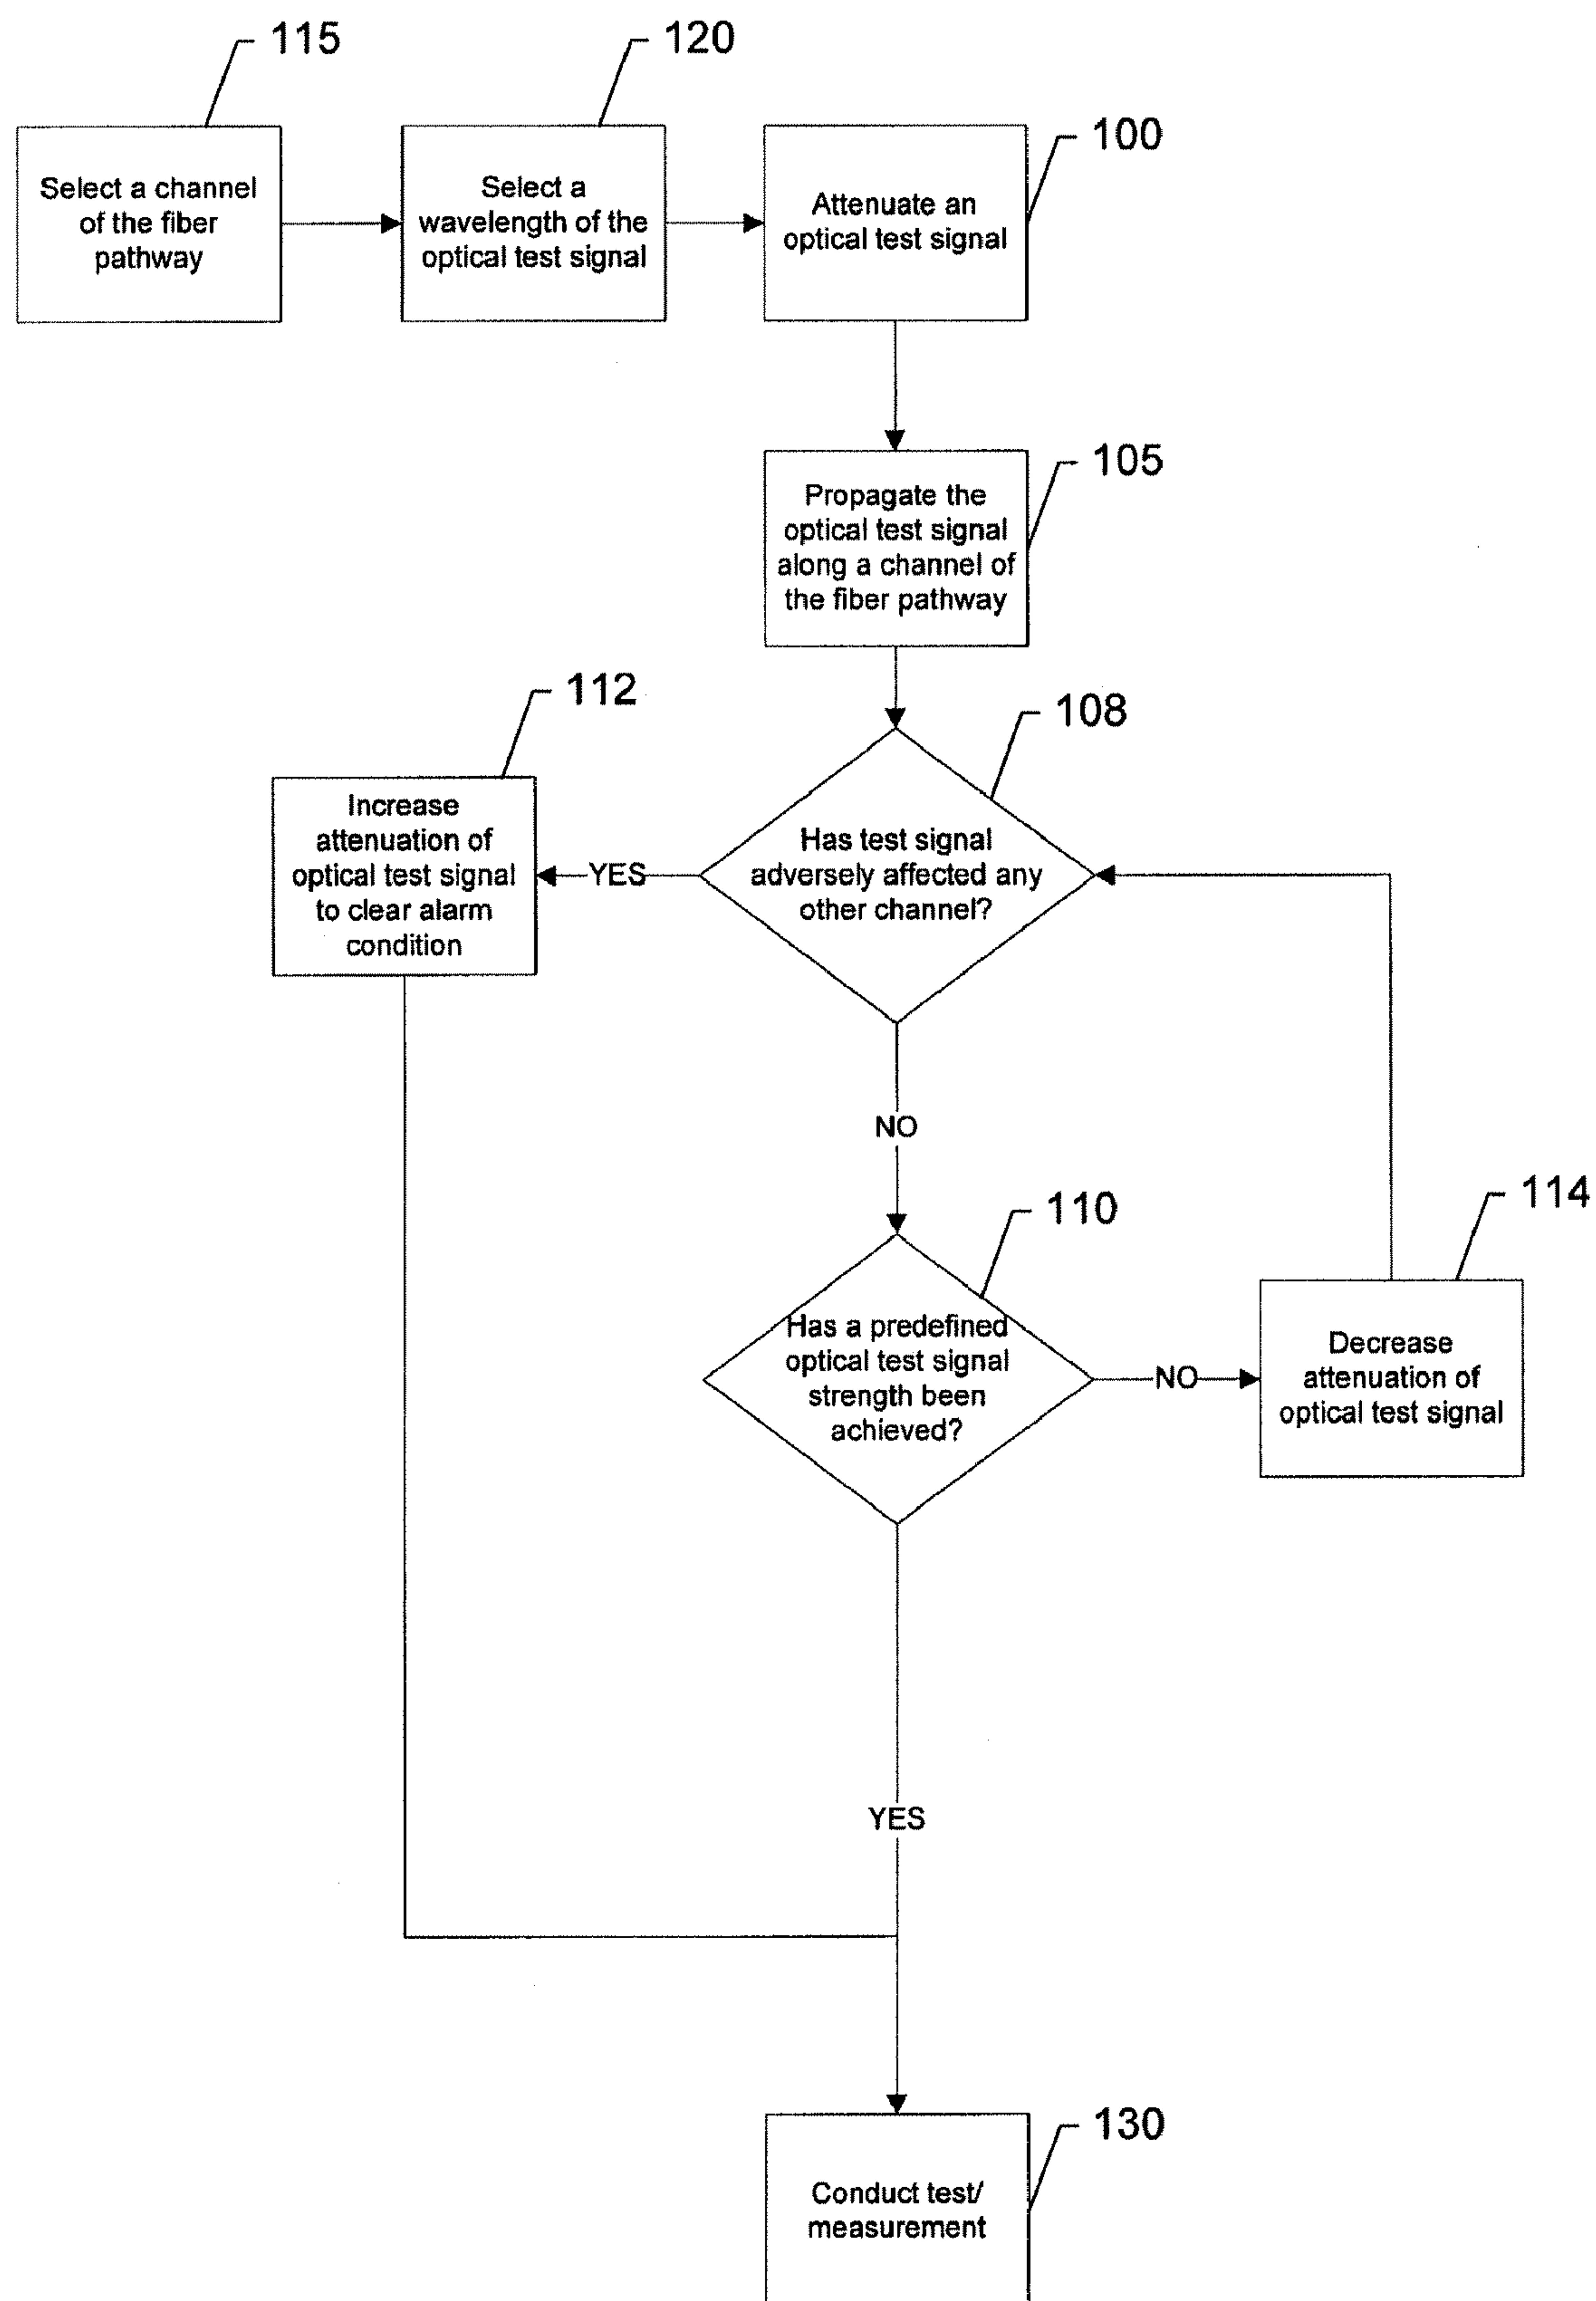 115
120
100
Select a channel
of the fiber
pathway
Select a
wavelength of the
optical test signal
Attenuate an
optical test signal
105
Propagate the
optical test signal
along a channel of
the fiber pathway
112
108
Increase
attenuation of
optical test signal
to clear alarm
condition
YES
Has test signal
adversely affected any
other channel?
NO
110
114
Has a predefined
optical test signal
strength been
achieved?
NO
Decrease
attenuation of
optical test signal
YES
130
Conduct test/
measurement